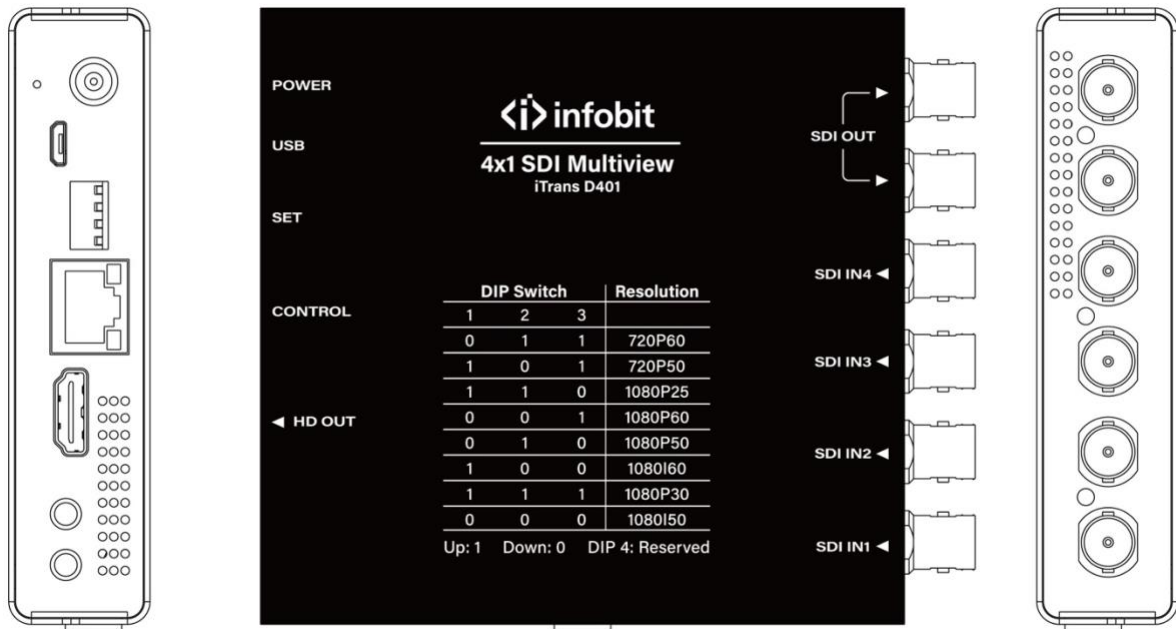 POWER
USB
SET
CONTROL
◄ HD OUT
infobit
4x1 SDI Multiview
iTrans D401
DIP Switch Resolution
1 2 3
0 1 1 720P60
1 0 1 720P50
1 1 0 1080P25
0 0 1 1080P60
0 1 0 1080P50
1 0 0 1080I60
1 1 1 1080P30
0 0 0 1080I50
Up: 1 Down: 0 DIP 4: Reserved
SDI OUT
SDI IN4 ◄
SDI IN3 ◄
SDI IN2 ◄
SDI IN1 ◄